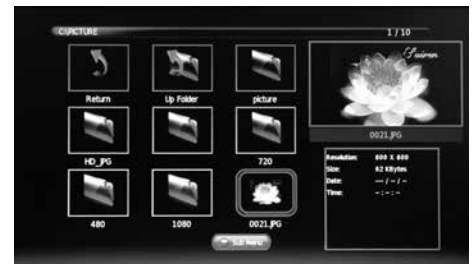 C:\PICTURE
1 / 10
Return
Up Folder
picture
HD_JPG
720
480
1080
0021.JPG
Sub Menu
0021.JPG
Resolution: 800 X 600
Size: 62 KBytes
Date: ---/--/--
Time: --:--:--